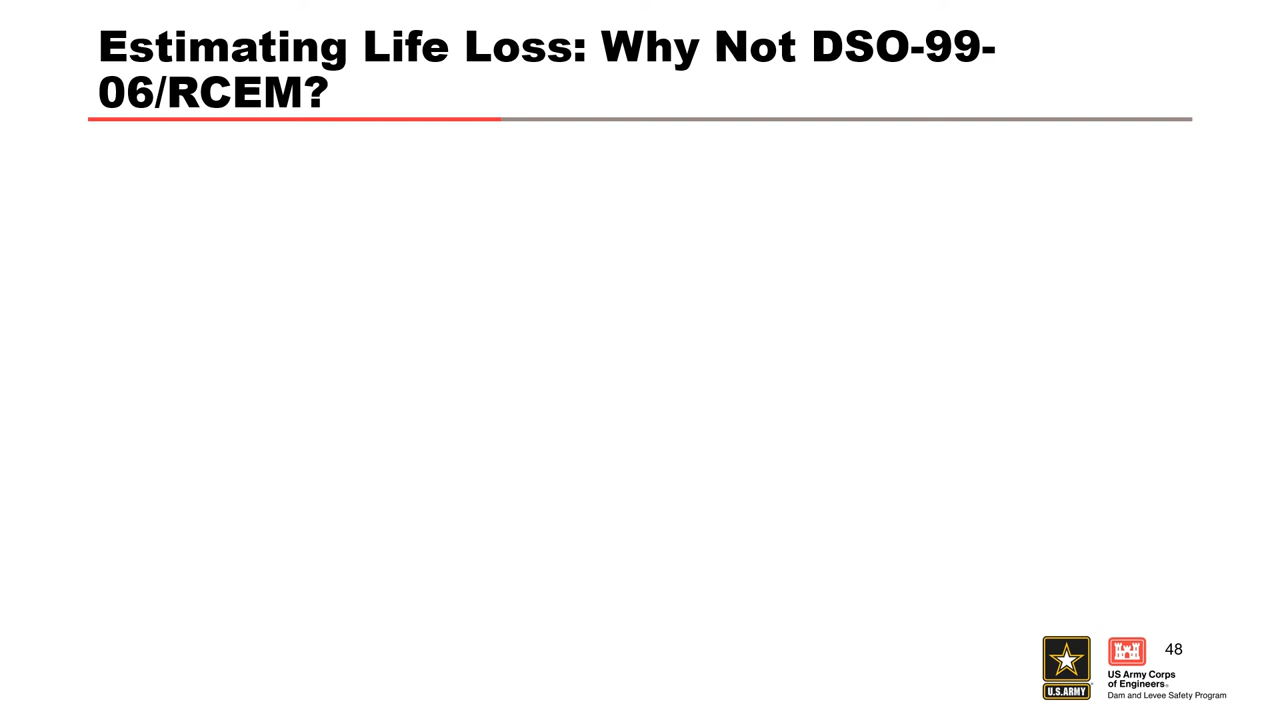 Estimating Life Loss: Why Not DSO-99-
06/RCEM?
48
U.S.ARMY
US Army Corps
of Engineers®
Dam and Levee Safety Program